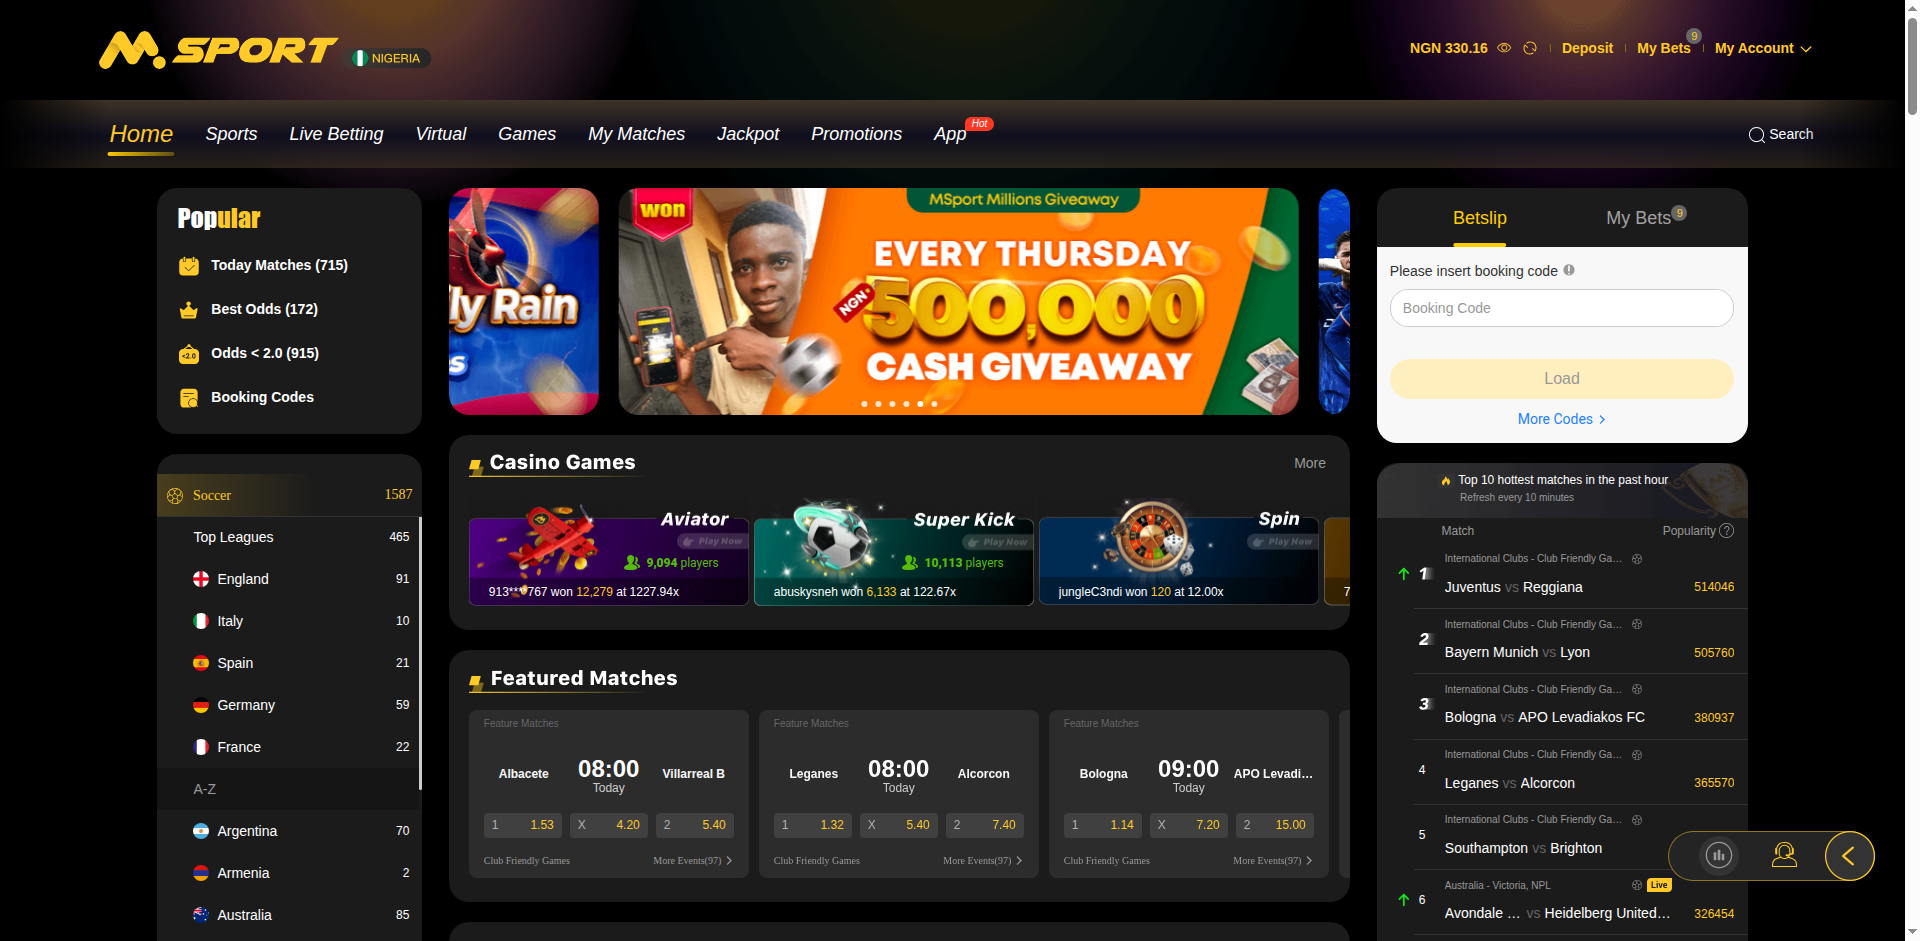 M.SPORT
NIGERIA
NGN 330.16
Deposit
My Bets
9
My Account
Home
Sports
Live Betting
Virtual
Games
My Matches
Jackpot
Promotions
App
Hot
Search
Popular
Today Matches (715)
Best Odds (172)
<2.0
Odds < 2.0 (915)
Booking Codes
Soccer 1587
Top Leagues 465
England 91
Italy 10
Spain 21
Germany 59
France 22
A-Z
Argentina 70
Armenia 2
Australia 85
ly Rain
s
won
MSport Millions Giveaway
EVERY THURSDAY
NGN
500,000
CASH GIVEAWAY
Casino Games
More
Aviator
Play Now
9,094 players
913***767 won 12,279 at 1227.94x
Super Kick
Play Now
10,113 players
abuskysneh won 6,133 at 122.67x
Spin
Play Now
jungleC3ndi won 120 at 12.00x
7
Featured Matches
Feature Matches
Albacete
08:00
Today
Villarreal B
1 1.53
X 4.20
2 5.40
Club Friendly Games
More Events(97)
Feature Matches
Leganes
08:00
Today
Alcorcon
1 1.32
X 5.40
2 7.40
Club Friendly Games
More Events(97)
Feature Matches
Bologna
09:00
Today
APO Levadi...
1 1.14
X 7.20
2 15.00
Club Friendly Games
More Events(97)
Betslip
My Bets
9
Please insert booking code
Booking Code
Load
More Codes
Top 10 hottest matches in the past hour
Refresh every 10 minutes
Match
Popularity ?
International Clubs - Club Friendly Ga...
1
Juventus vs Reggiana 514046
International Clubs - Club Friendly Ga...
2
Bayern Munich vs Lyon 505760
International Clubs - Club Friendly Ga...
3
Bologna vs APO Levadiakos FC 380937
International Clubs - Club Friendly Ga...
4
Leganes vs Alcorcon 365570
International Clubs - Club Friendly Ga...
5
Southampton vs Brighton
Australia - Victoria, NPL
Live
6
Avondale ... vs Heidelberg United... 326454